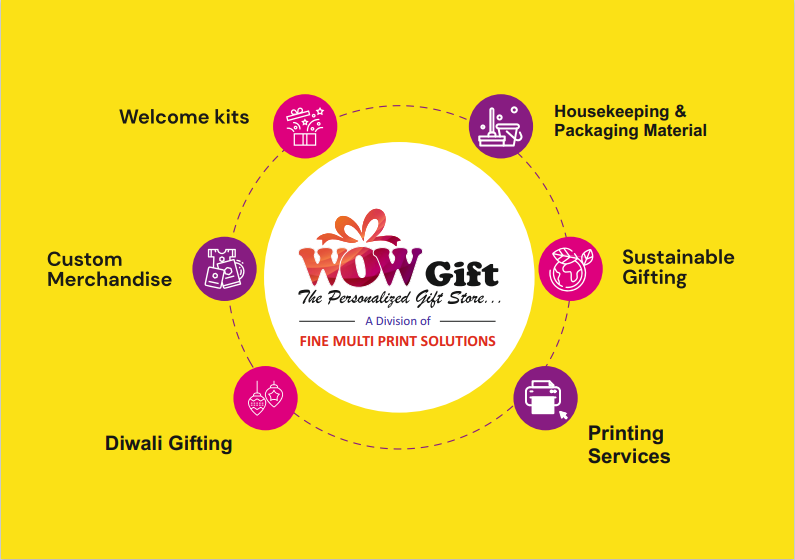 Welcome kits
Housekeeping &
Packaging Material
Custom
Merchandise
WOW Gift
The Personalized Gift Store...
A Division of
FINE MULTI PRINT SOLUTIONS
Sustainable
Gifting
Diwali Gifting
Printing
Services